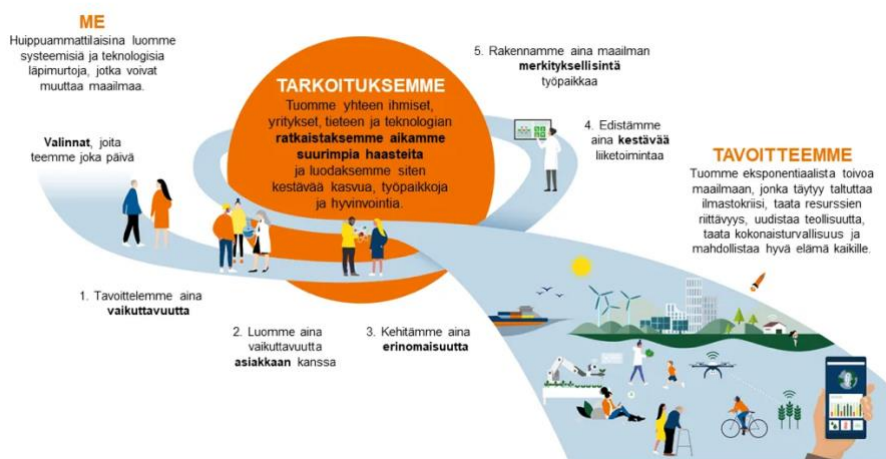 ME
Huippuammattilaisina luomme
systeemisiä ja teknologisia
läpimurtoja, jotka voivat
muuttaa maailmaa.
Valinnat, joita
teemme joka päivä
TARKOITUKSEMME
Tuomme yhteen ihmiset,
yritykset, tieteen ja teknologian
ratkaistaksemme aikamme
suurimpia haasteita
ja luodaksemme siten
kestävää kasvua, työpaikkoja
ja hyvinvointia.
1. Tavoittelemme aina
vaikuttavuutta
2. Luomme aina
vaikuttavuutta
asiakkaan kanssa
3. Kehitämme aina
erinomaisuutta
4. Edistämme
aina kestävää
liiketoimintaa
5. Rakennamme aina maailman
merkityksellisintä
työpaikkaa
TAVOITTEEMME
Tuomme eksponentiaalista toivoa
maailmaan, jonka täytyy taltuttaa
ilmastokriisi, taata resurssien
riittävyys, uudistaa teollisuutta,
taata kokonaisturvallisuus ja
mahdollistaa hyvä elämä kaikille.